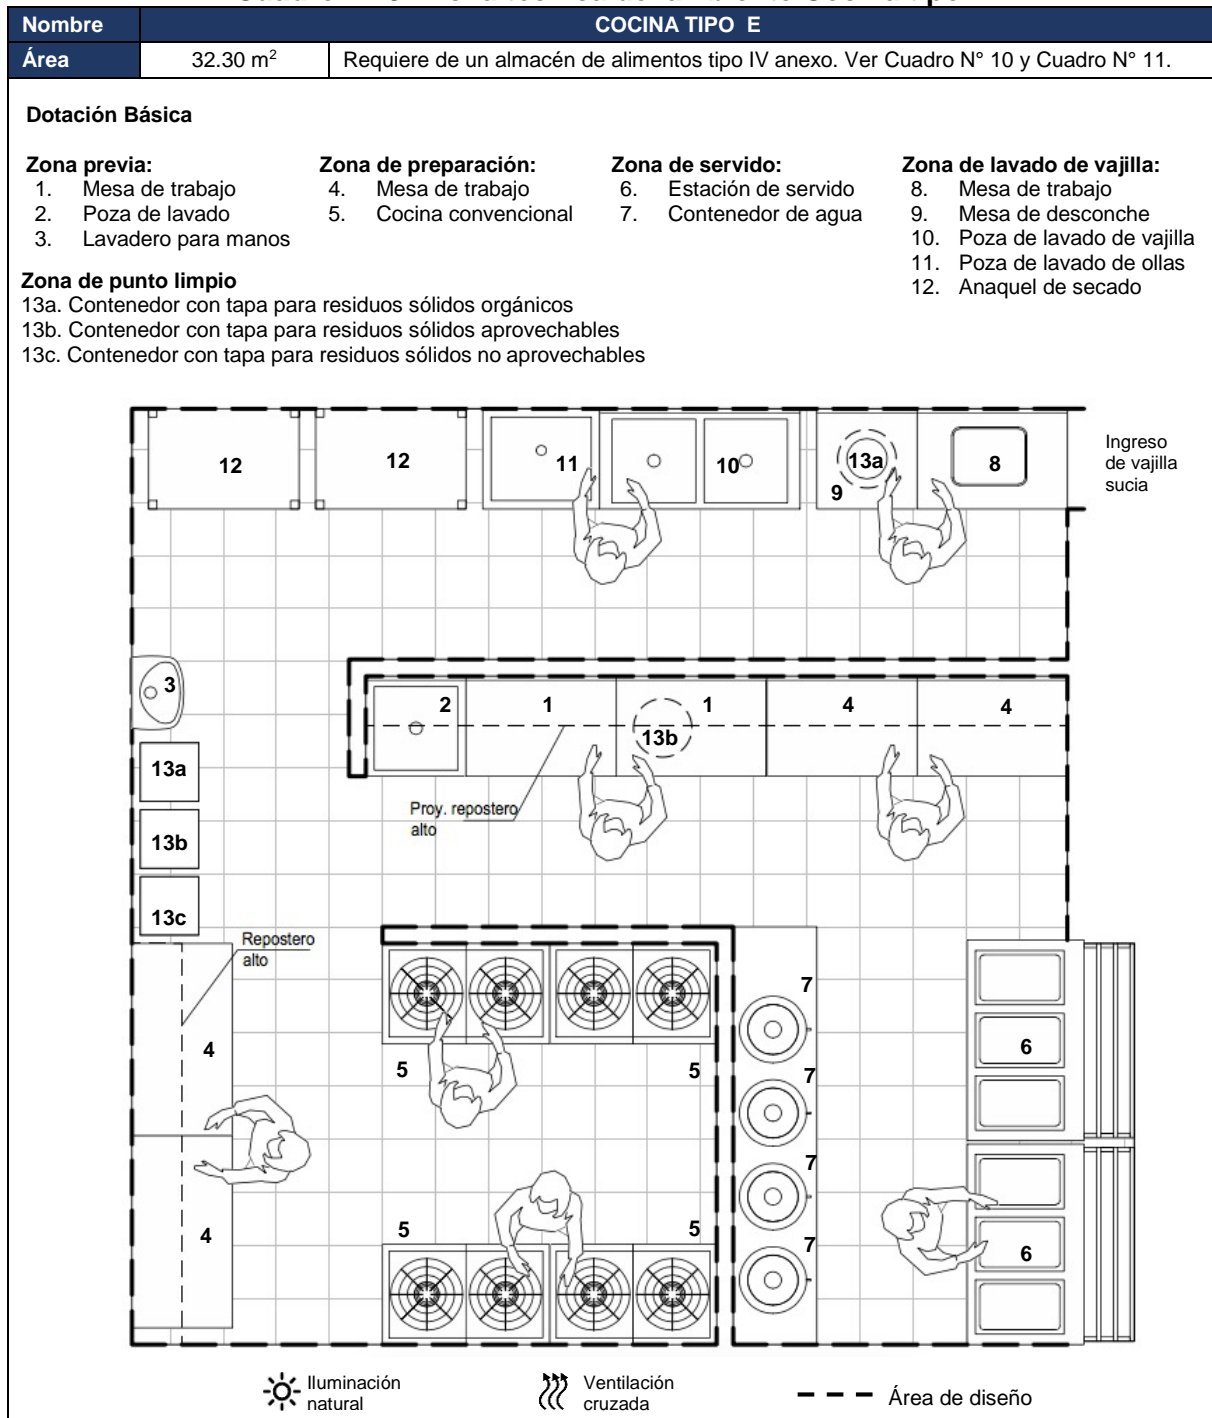 Nombre COCINA TIPO E
Área 32.30 m² Requiere de un almacén de alimentos tipo IV anexo. Ver Cuadro N° 10 y Cuadro N° 11.
Dotación Básica
Zona previa:
1. Mesa de trabajo
2. Poza de lavado
3. Lavadero para manos
Zona de preparación:
4. Mesa de trabajo
5. Cocina convencional
Zona de servido:
6. Estación de servido
7. Contenedor de agua
Zona de lavado de vajilla:
8. Mesa de trabajo
9. Mesa de desconche
10. Poza de lavado de vajilla
11. Poza de lavado de ollas
12. Anaquel de secado
Zona de punto limpio
13a. Contenedor con tapa para residuos sólidos orgánicos
13b. Contenedor con tapa para residuos sólidos aprovechables
13c. Contenedor con tapa para residuos sólidos no aprovechables
12 12 11 10 13a 8
9
Ingreso
de vajilla
sucia
3 2 1 1 4 4
13b
13a
Proy. repostero
alto
13b
13c
Repostero
alto
7
4 5 5 6
7
7
4 5 5 6
7
Iluminación
natural
Ventilación
cruzada
Área de diseño